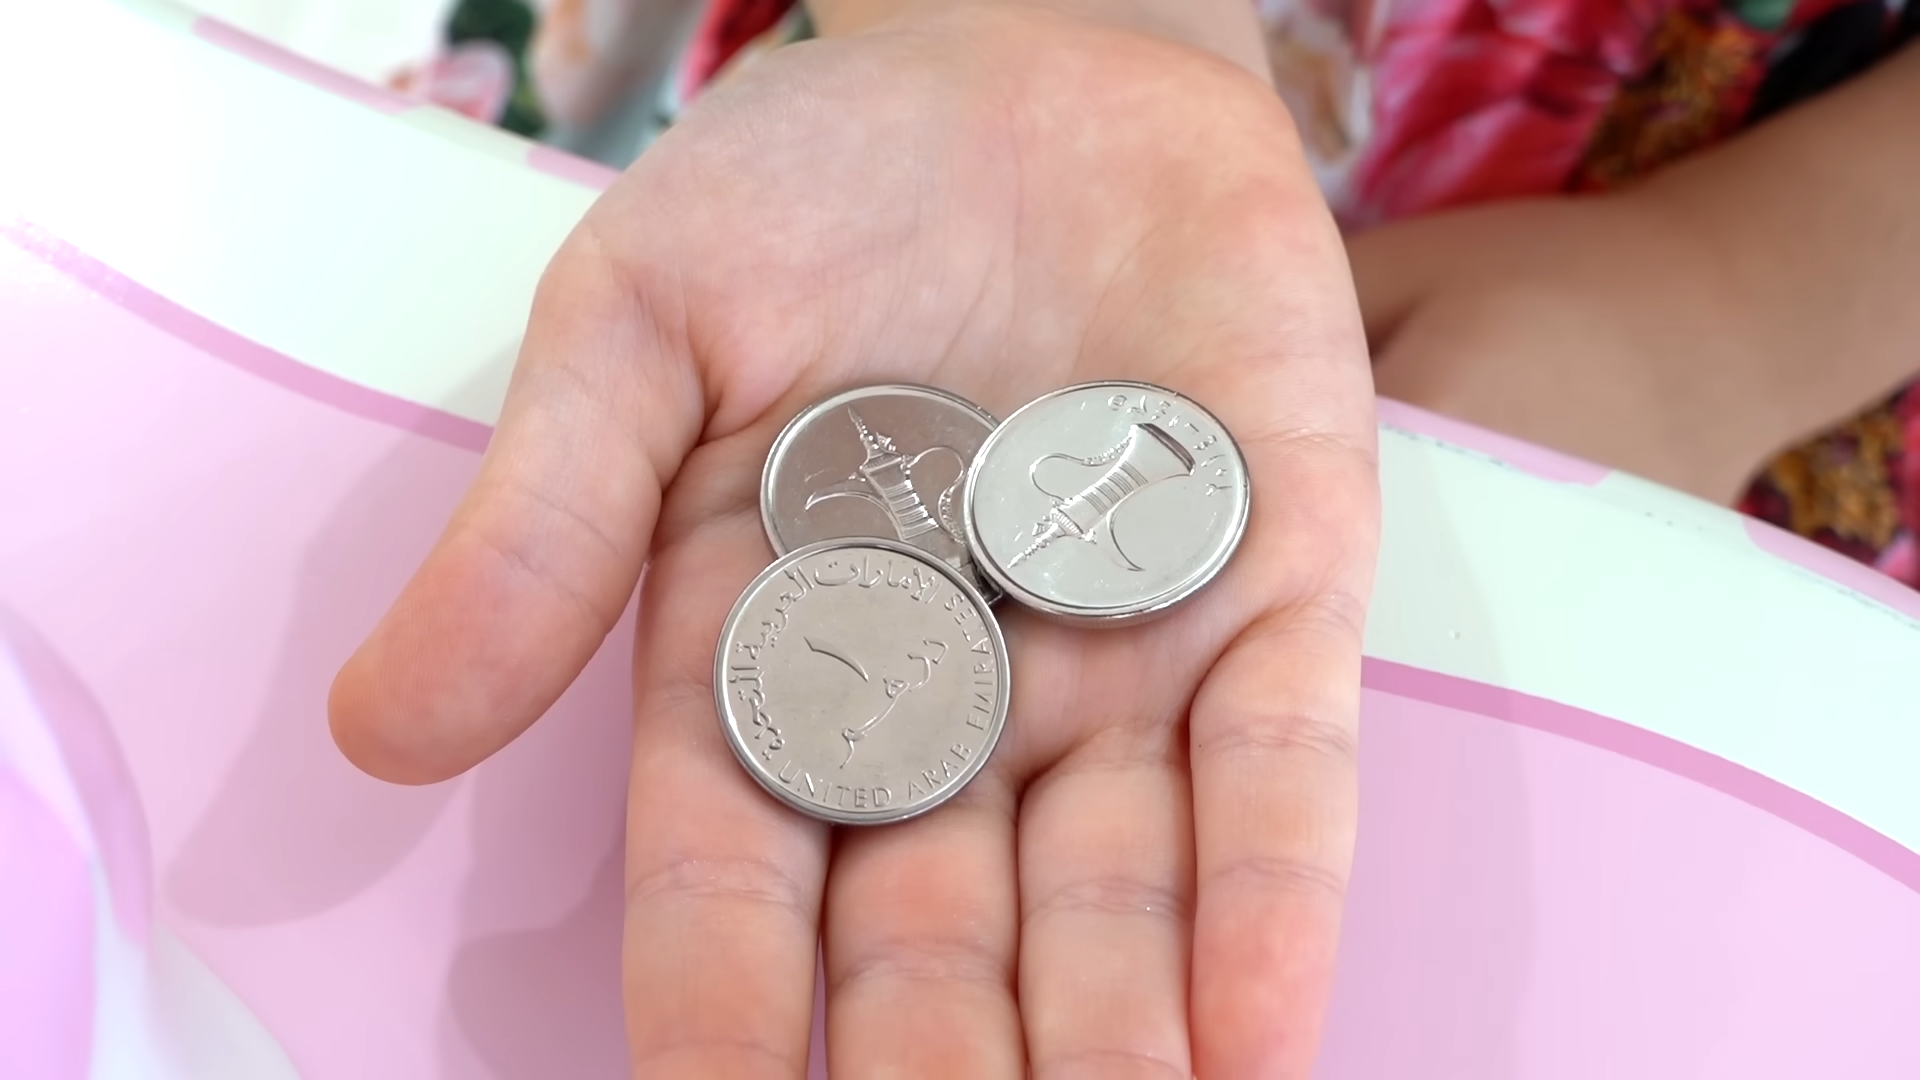 الإمارات العربية المتحدة
١
درهم
UNITED ARAB EMIRATES